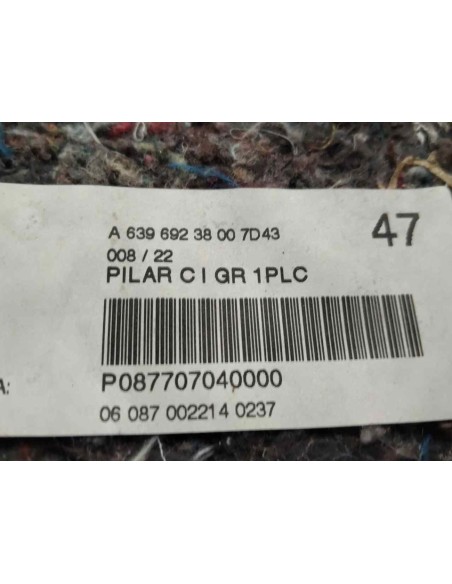 A 639 692 38 00 7D43
47
008 / 22
PILAR C I GR 1PLC
A:
P087707040000
06 087 002214 0237